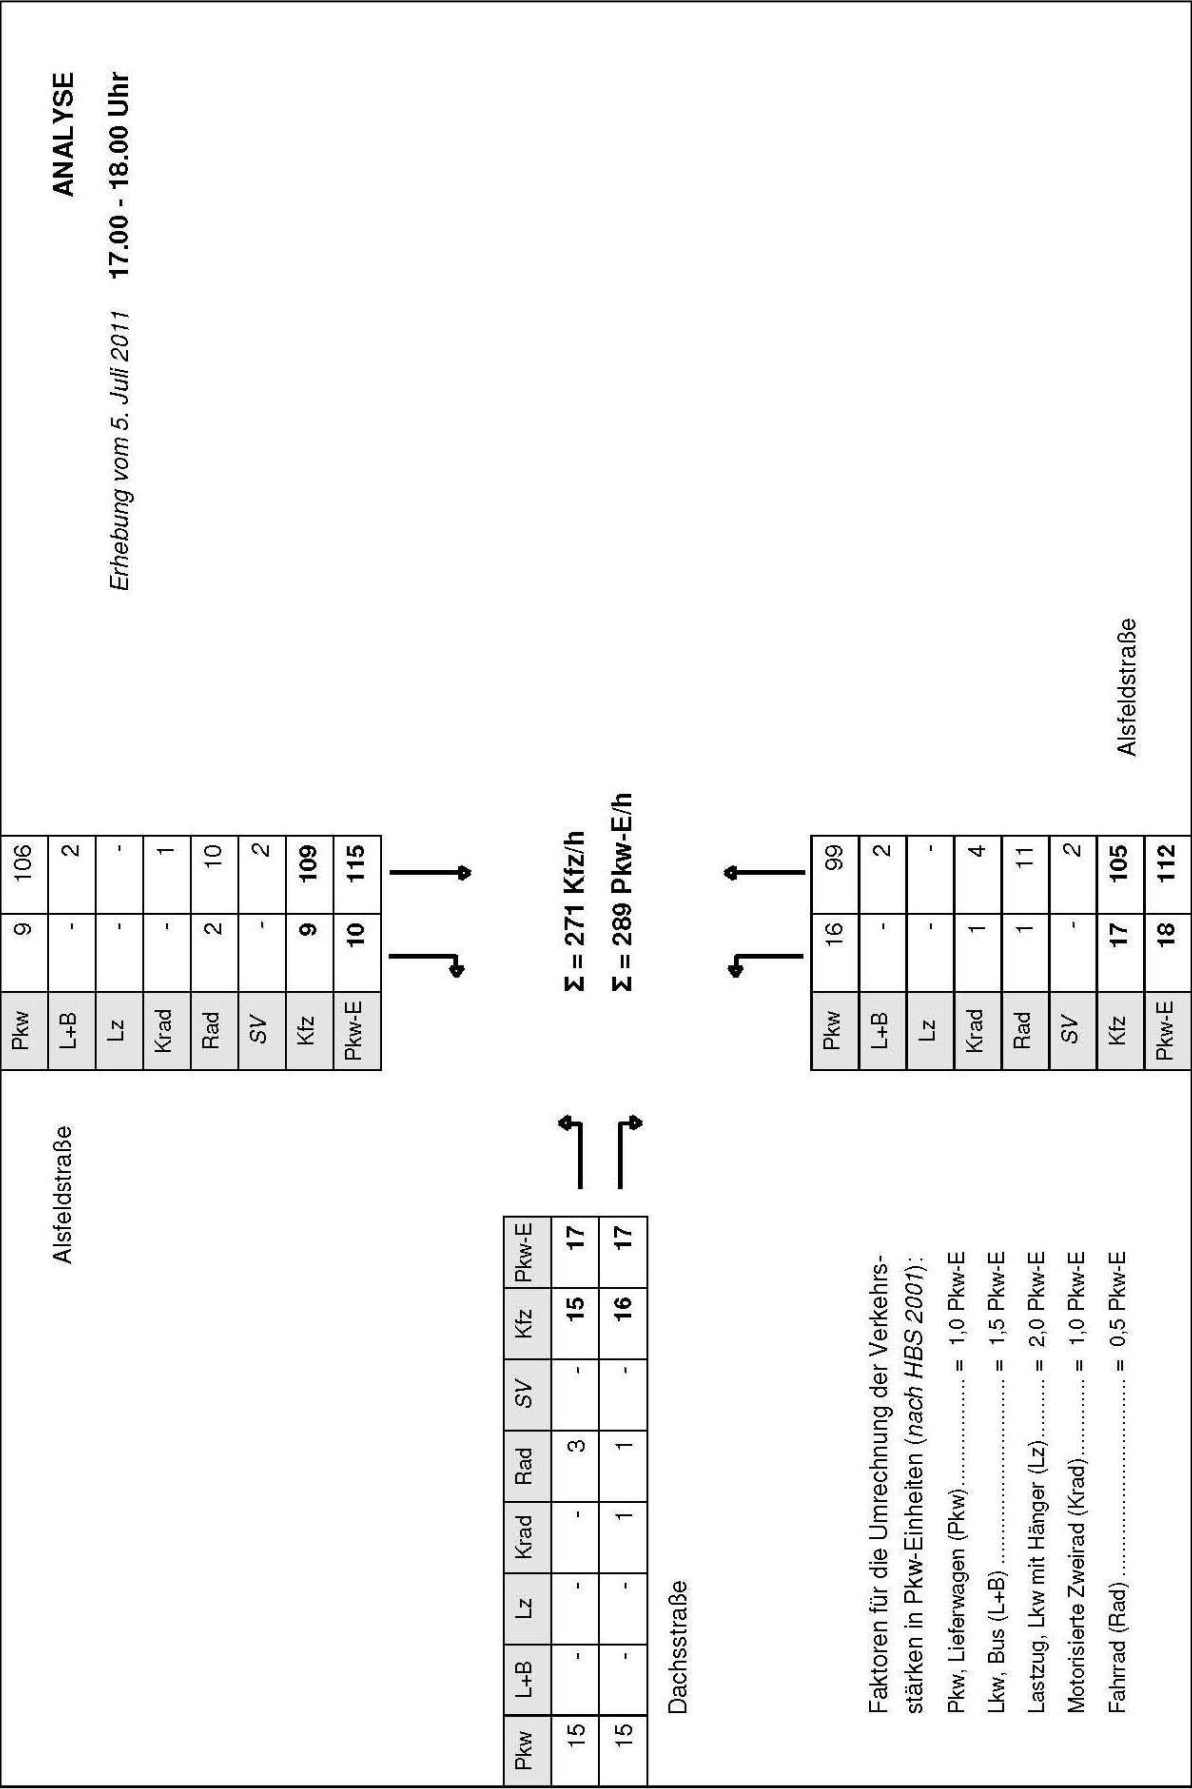 Pkw 9 106
L+B - 2
Lz - -
Krad - 1
Rad 2 10
SV - 2
Kfz 9 109
Pkw-E 10 115
Alsfeldstraße
ANALYSE
Erhebung vom 5. Juli 2011 17.00 - 18.00 Uhr
Pkw L+B Lz Krad Rad SV Kfz Pkw-E
15 - - - 3 - 15 17
15 - - 1 1 - 16 17
Dachsstraße
Σ = 271 Kfz/h
Σ = 289 Pkw-E/h
Faktoren für die Umrechnung der Verkehrs-
stärken in Pkw-Einheiten (nach HBS 2001):
Pkw, Lieferwagen (Pkw).................. = 1,0 Pkw-E
Lkw, Bus (L+B) .............................. = 1,5 Pkw-E
Lastzug, Lkw mit Hänger (Lz).......... = 2,0 Pkw-E
Motorisierte Zweirad (Krad)............. = 1,0 Pkw-E
Fahrrad (Rad) ................................ = 0,5 Pkw-E
Pkw 16 99
L+B - 2
Lz - -
Krad 1 4
Rad 1 11
SV - 2
Kfz 17 105
Pkw-E 18 112
Alsfeldstraße